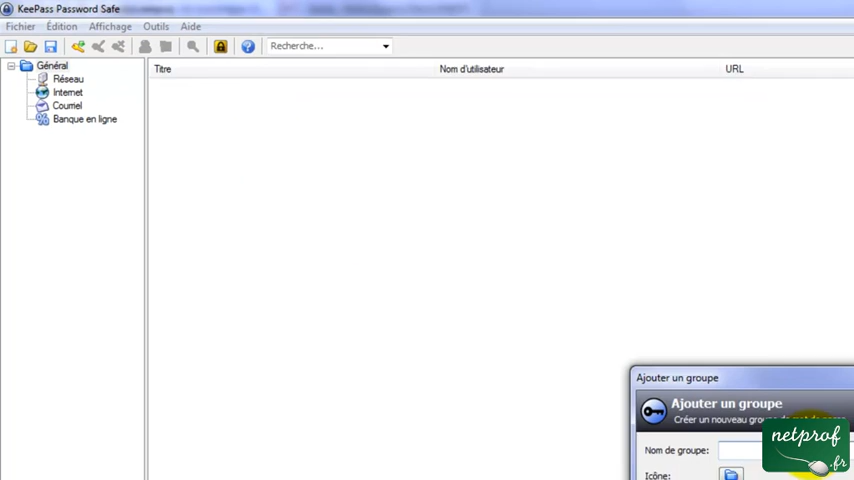 KeePass Password Safe
Fichier Édition Affichage Outils Aide
Recherche...
Général
Réseau
Internet
Courriel
Banque en ligne
Titre Nom d'utilisateur URL
Ajouter un groupe
Ajouter un groupe
Créer un nouveau groupe
Nom de groupe:
Icône:
netprof
.fr